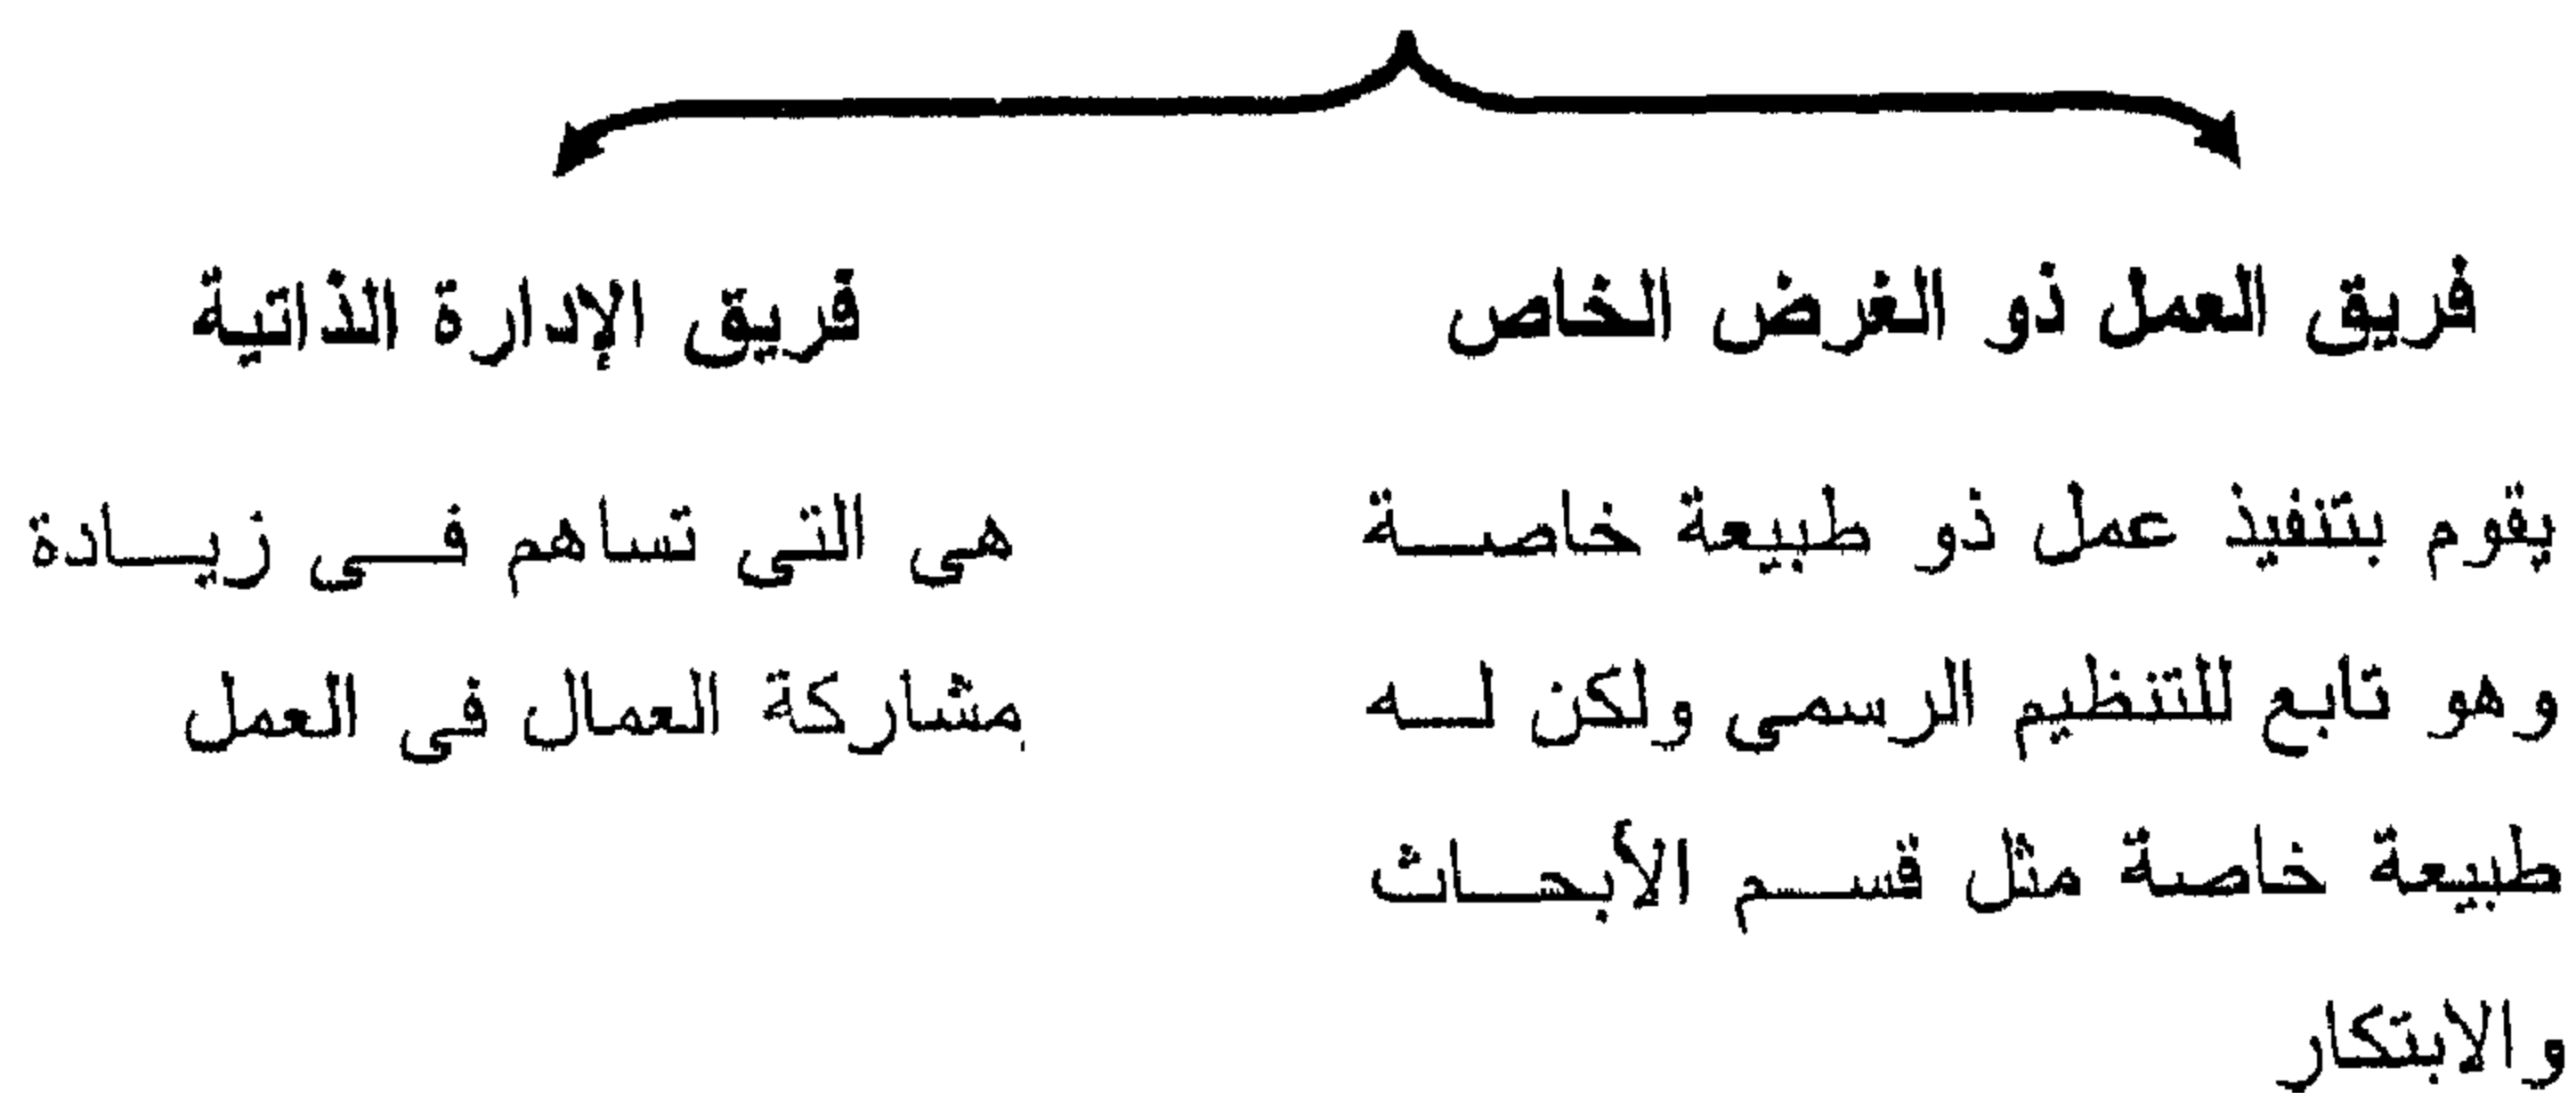 فريق العمل ذو الغرض الخاص
يقوم بتنفيذ عمل ذو طبيعة خاصة
وهو تابع للتنظيم الرسمى ولكن له
طبيعة خاصة مثل قسم الأبحاث
والابتكار
فريق الإدارة الذاتية
هى التى تساهم فى زيادة
مشاركة العمال فى العمل